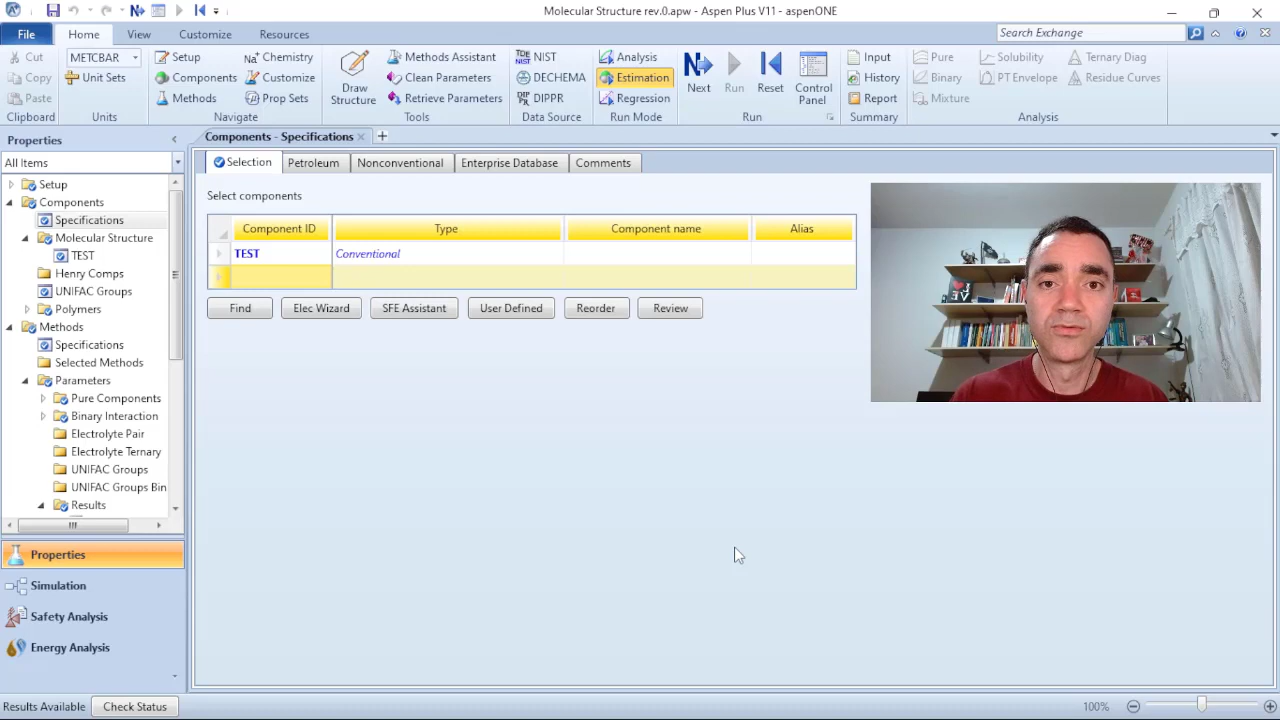 Molecular Structure rev.0.apw - Aspen Plus V11 - aspenONE
File Home View Customize Resources Search Exchange
Cut Copy Paste Clipboard
METCBAR Unit Sets Units
Setup Components Methods Chemistry Customize Prop Sets Navigate
Draw Structure Methods Assistant Clean Parameters Retrieve Parameters Tools
NIST DECHEMA DIPPR Data Source
Analysis Estimation Regression Run Mode
Next Run Reset Control Panel Run
Input History Report Summary
Pure Binary Mixture Solubility PT Envelope Ternary Diag Residue Curves Analysis
Properties
All Items
Setup
Components
Specifications
Molecular Structure
TEST
Henry Comps
UNIFAC Groups
Polymers
Methods
Specifications
Selected Methods
Parameters
Pure Components
Binary Interaction
Electrolyte Pair
Electrolyte Ternary
UNIFAC Groups
UNIFAC Groups Bin
Results
Properties
Simulation
Safety Analysis
Energy Analysis
Components - Specifications
Selection Petroleum Nonconventional Enterprise Database Comments
Select components
Component ID Type Component name Alias
TEST Conventional
Find Elec Wizard SFE Assistant User Defined Reorder Review
Results Available Check Status 100%